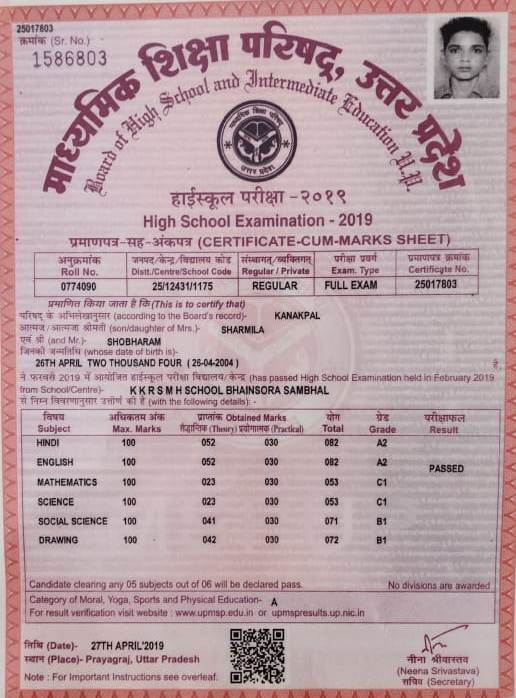 25017803
क्रमांक (Sr. No.)
1586803
माध्यमिक शिक्षा परिषद्, उत्तर प्रदेश
Board of High School and Intermediate Education U.P.
माध्यमिक शिक्षा परिषद्
उत्तर प्रदेश
हाईस्कूल परीक्षा - २०१९
High School Examination - 2019
प्रमाणपत्र-सह-अंकपत्र (CERTIFICATE-CUM-MARKS SHEET)
अनुक्रमांक जनपद/केन्द्र/विद्यालय कोड संस्थागत/व्यक्तिगत परीक्षा प्रवर्ग प्रमाणपत्र क्रमांक
Roll No. Distt./Centre/School Code Regular / Private Exam. Type Certificate No.
0774090 25/12431/1175 REGULAR FULL EXAM 25017803
प्रमाणित किया जाता है कि (This is to certify that)
परिषद के अभिलेखानुसार (according to the Board's record)- KANAKPAL
आत्मज/आत्मजा श्रीमती (son/daughter of Mrs.)- SHARMILA
एवं श्री (and Mr.)- SHOBHARAM
जिनकी जन्मतिथि (whose date of birth is)-
26TH APRIL TWO THOUSAND FOUR (26-04-2004) है,
ने फरवरी 2019 में आयोजित हाईस्कूल परीक्षा विद्यालय/केन्द्र (has passed High School Examination held in February 2019
from School/Centre)- K K R S M H SCHOOL BHAINSORA SAMBHAL
से निम्न विवरणानुसार उत्तीर्ण की है (with the following details): -
विषय अधिकतम अंक प्राप्तांक Obtained Marks योग ग्रेड परीक्षाफल
Subject Max. Marks सैद्धान्तिक (Theory) प्रयोगात्मक (Practical) Total Grade Result
HINDI 100 052 030 082 A2
ENGLISH 100 052 030 082 A2 PASSED
MATHEMATICS 100 023 030 053 C1
SCIENCE 100 023 030 053 C1
SOCIAL SCIENCE 100 041 030 071 B1
DRAWING 100 042 030 072 B1
Candidate clearing any 05 subjects out of 06 will be declared pass. No divisions are awarded
Category of Moral, Yoga, Sports and Physical Education- A
For result verification visit website : www.upmsp.edu.in or upmspresults.up.nic.in
तिथि (Date)- 27TH APRIL'2019
स्थान (Place)- Prayagraj, Uttar Pradesh
Note : For Important Instructions see overleaf.
नीना श्रीवास्तव
(Neena Srivastava)
सचिव (Secretary)